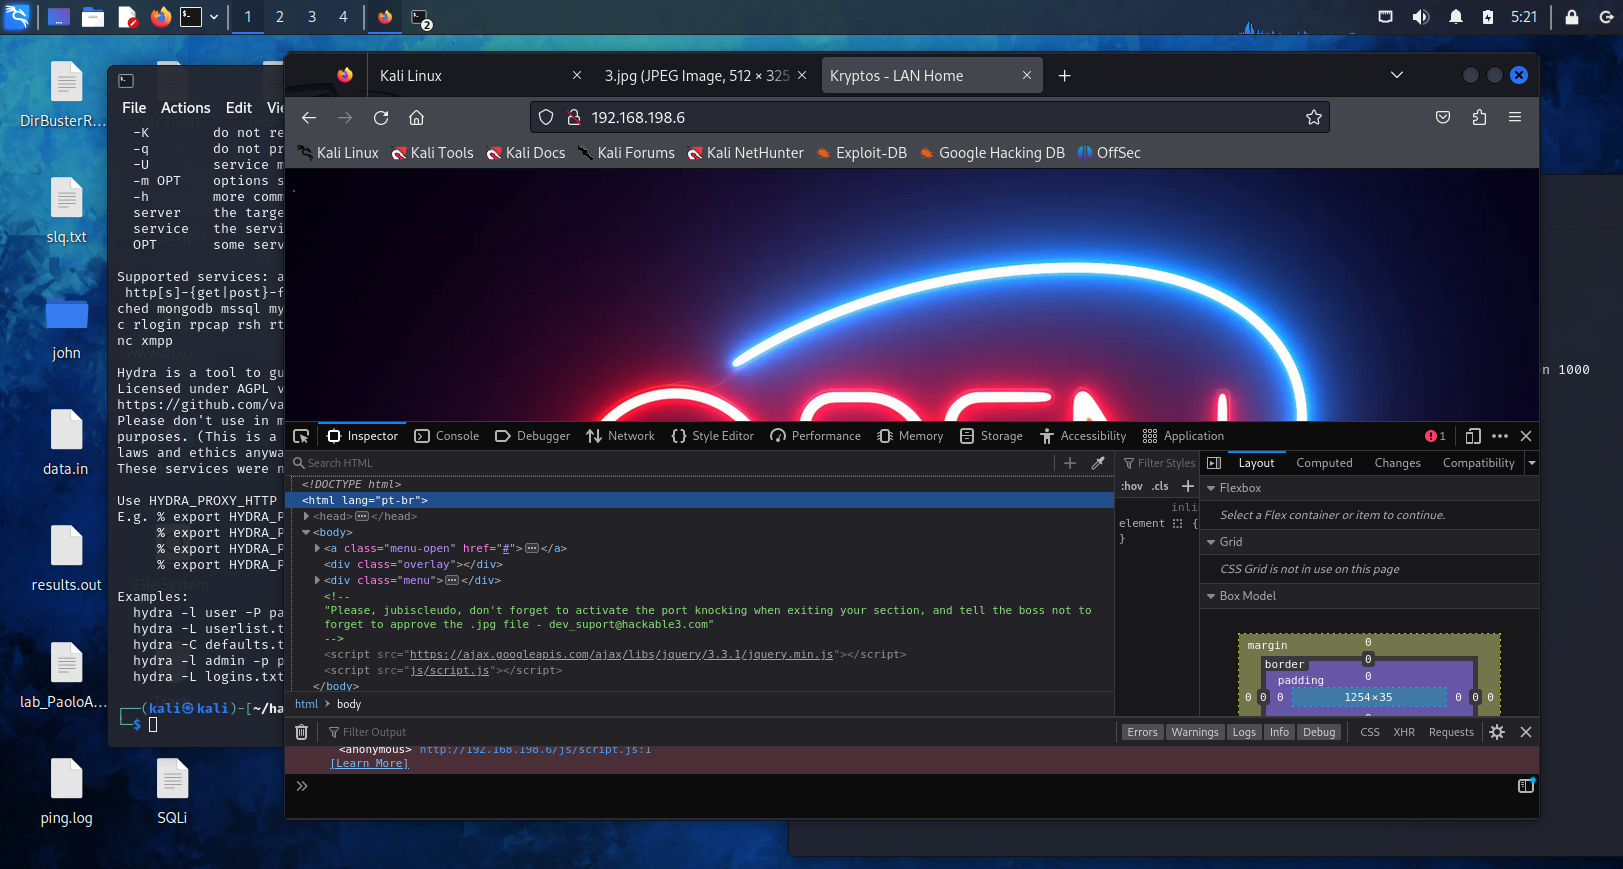 1 2 3 4 2 5:21
DirBusterR...
slq.txt
john
data.in
results.out
lab_PaoloA...
ping.log
SQLi
File Actions Edit Vi
-K do not re
-q do not pr
-U service m
-m OPT options s
-h more comm
server the targe
service the servi
OPT some serv
Supported services: a
http[s]-{get|post}-f
ched mongodb mssql my
c rlogin rpcap rsh rt
nc xmpp
Hydra is a tool to gu
Licensed under AGPL v
https://github.com/va
Please don't use in m
purposes. (This is a
laws and ethics anywa
These services were n
Use HYDRA_PROXY_HTTP
E.g. % export HYDRA_P
% export HYDRA_P
% export HYDRA_P
% export HYDRA_P
Examples:
hydra -l user -P pa
hydra -L userlist.t
hydra -C defaults.t
hydra -l admin -p p
hydra -L logins.txt
┌──(kali㉿kali)-[~/ha
└─$
Kali Linux 3.jpg (JPEG Image, 512 × 325 Kryptos - LAN Home
192.168.198.6
Kali Linux Kali Tools Kali Docs Kali Forums Kali NetHunter Exploit-DB Google Hacking DB OffSec
OPEN
n 1000
Inspector Console Debugger Network Style Editor Performance Memory Storage Accessibility Application 1
Search HTML
<!DOCTYPE html>
<html lang="pt-br">
<head></head>
<body>
<a class="menu-open" href="#"></a>
<div class="overlay"></div>
<div class="menu"></div>
<!--
"Please, jubiscleudo, don't forget to activate the port knocking when exiting your section, and tell the boss not to
forget to approve the .jpg file - dev_suport@hackable3.com"
-->
<script src="https://ajax.googleapis.com/ajax/libs/jquery/3.3.1/jquery.min.js"></script>
<script src="js/script.js"></script>
</body>
html body
Filter Styles
:hov .cls
inli
element {
}
Layout Computed Changes Compatibility
Flexbox
Select a Flex container or item to continue.
Grid
CSS Grid is not in use on this page
Box Model
margin 0
border 0
padding 0
0 0 0 1254×35 0 0 0
Filter Output Errors Warnings Logs Info Debug CSS XHR Requests
<anonymous> http://192.168.198.6/js/script.js:1
[Learn More]